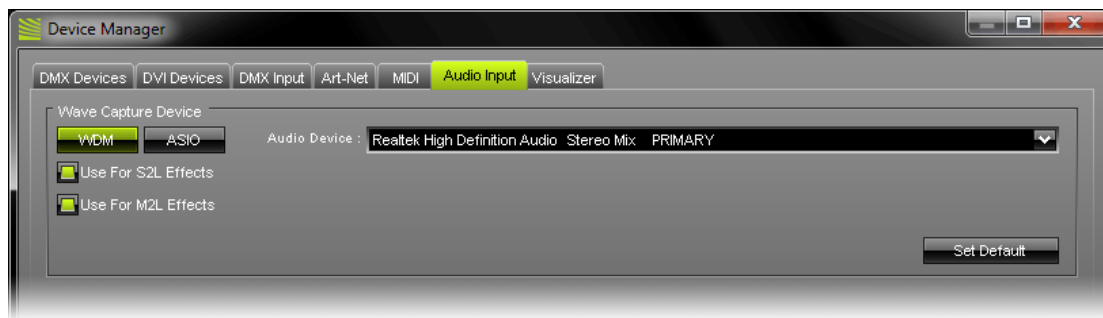 Device Manager
DMX Devices DVI Devices DMX Input Art-Net MIDI Audio Input Visualizer
Wave Capture Device
WDM ASIO Audio Device : Realtek High Definition Audio Stereo Mix PRIMARY
Use For S2L Effects
Use For M2L Effects
Set Default